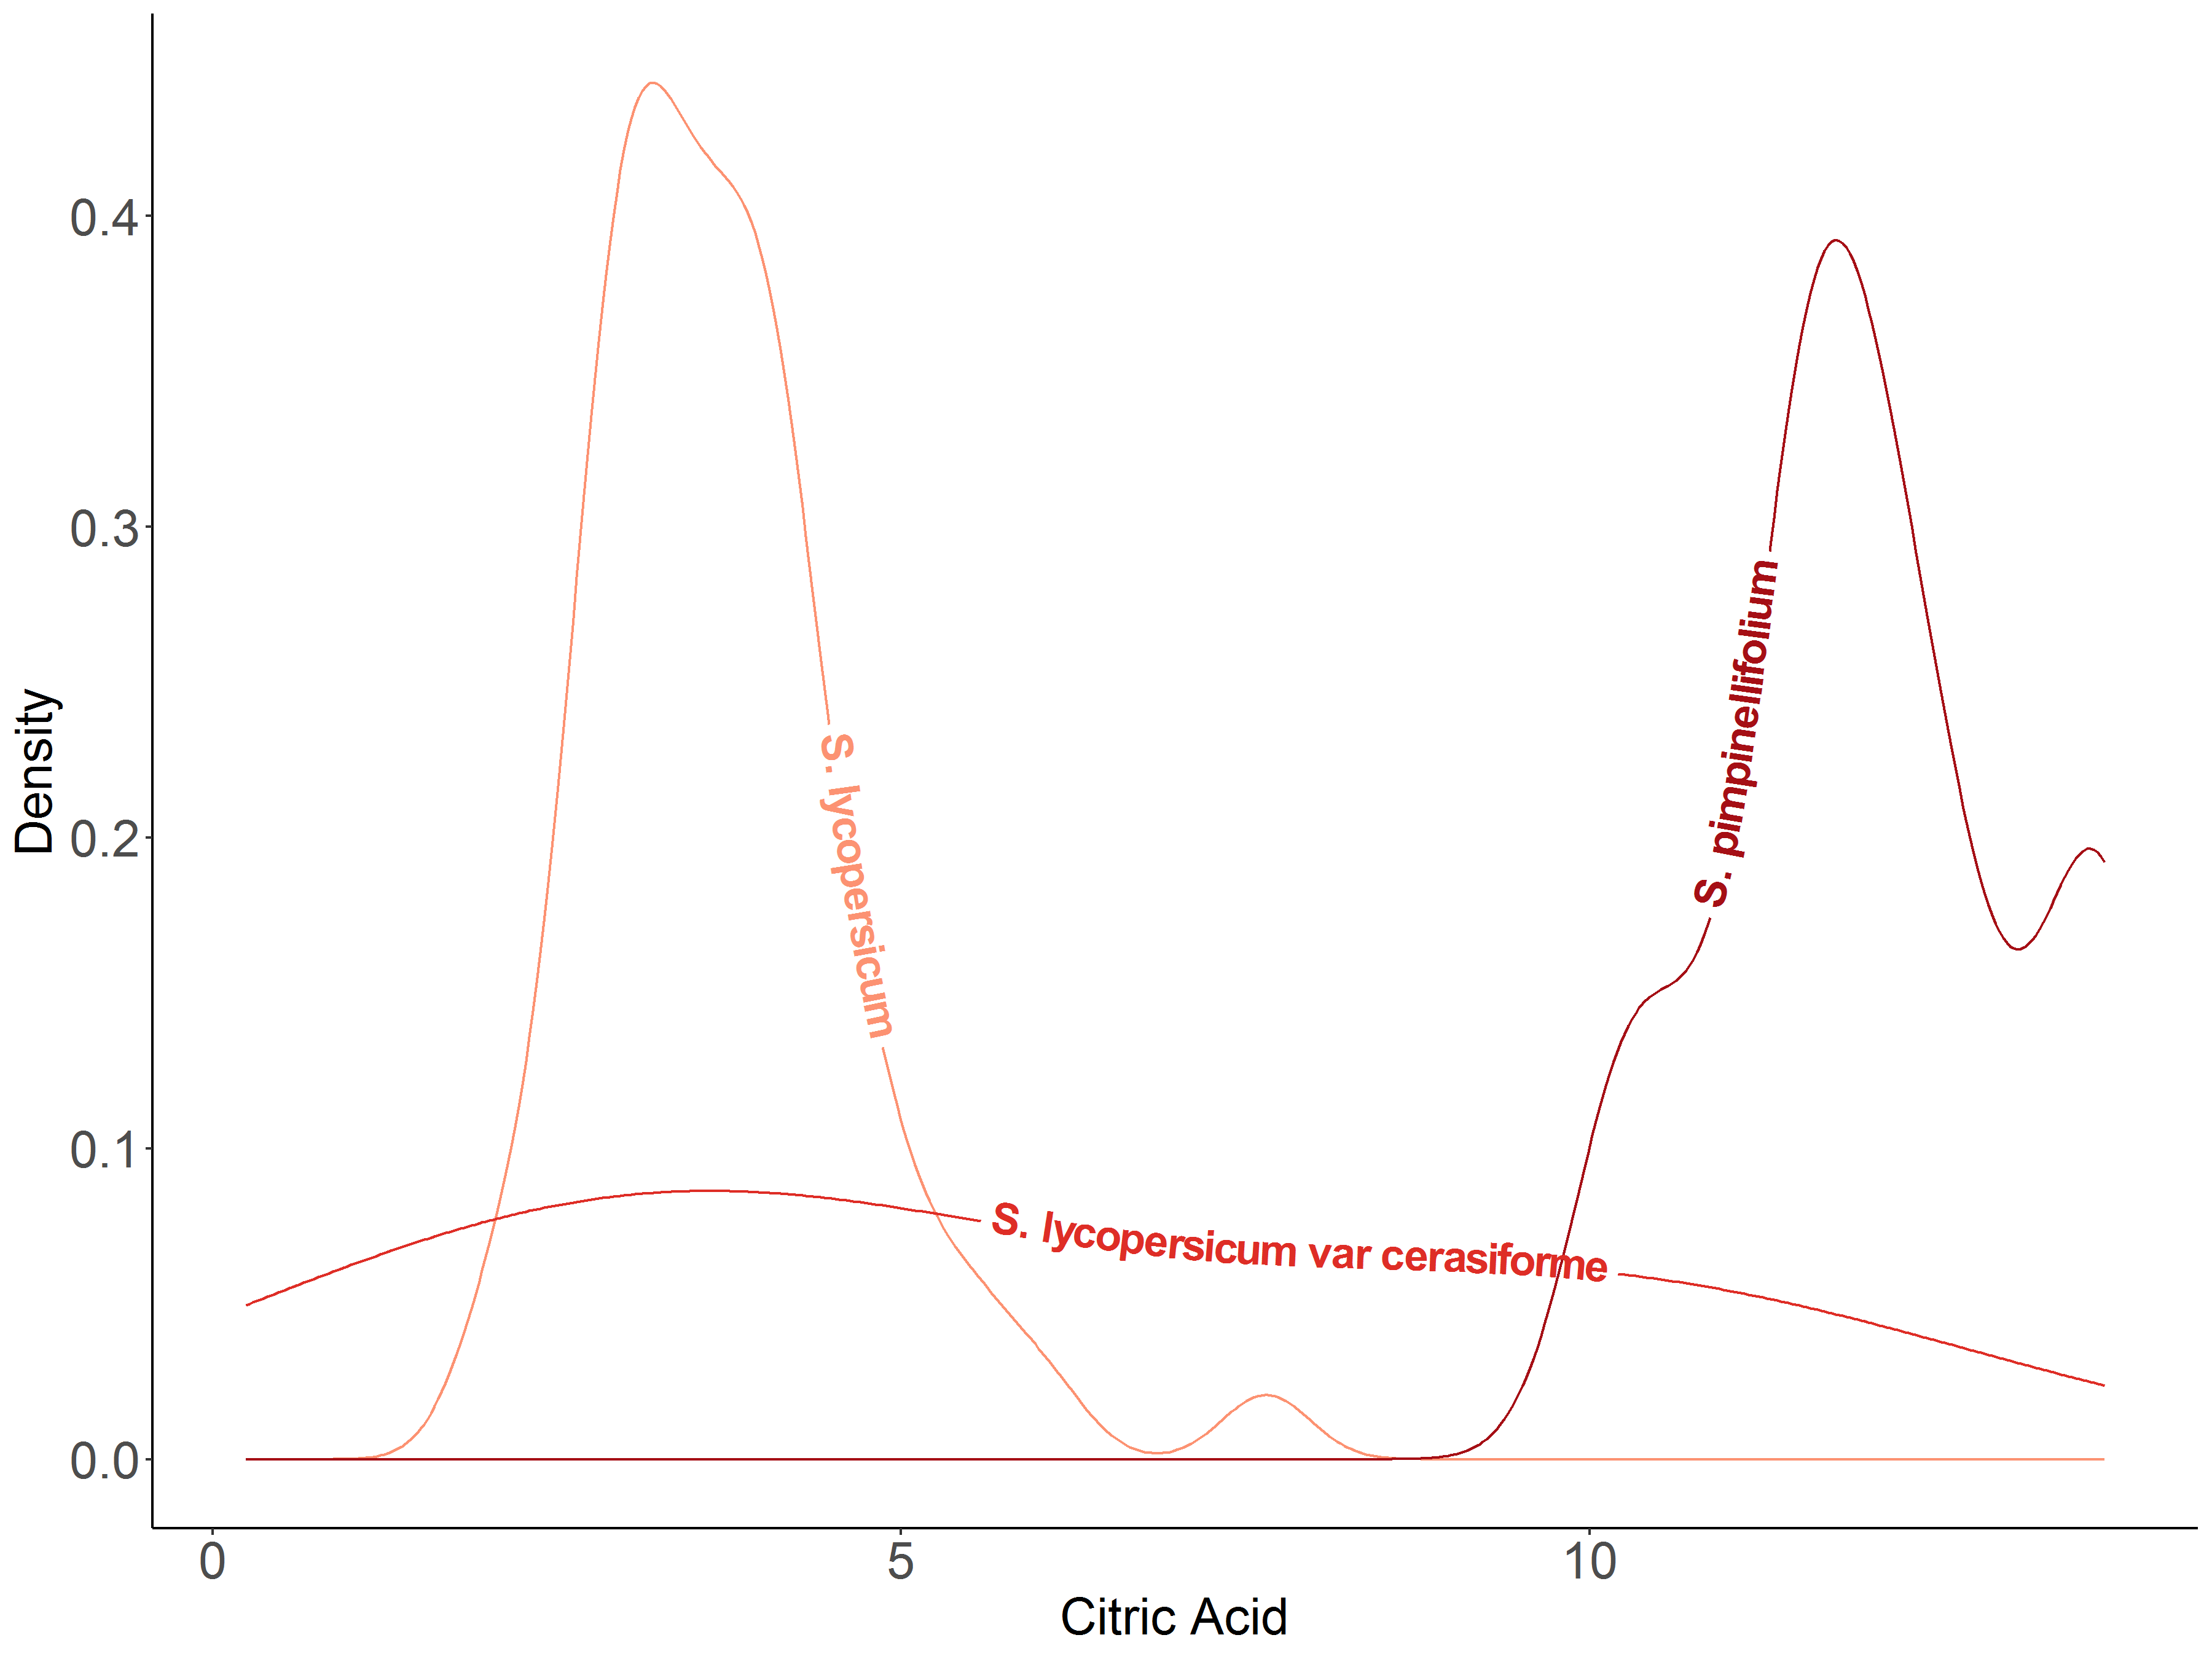 0.4
0.3
0.2
0.1
0.0
Density
S. lycopersicum
S. pimpinellifolium
S. lycopersicum var cerasiforme
0 5 10
Citric Acid